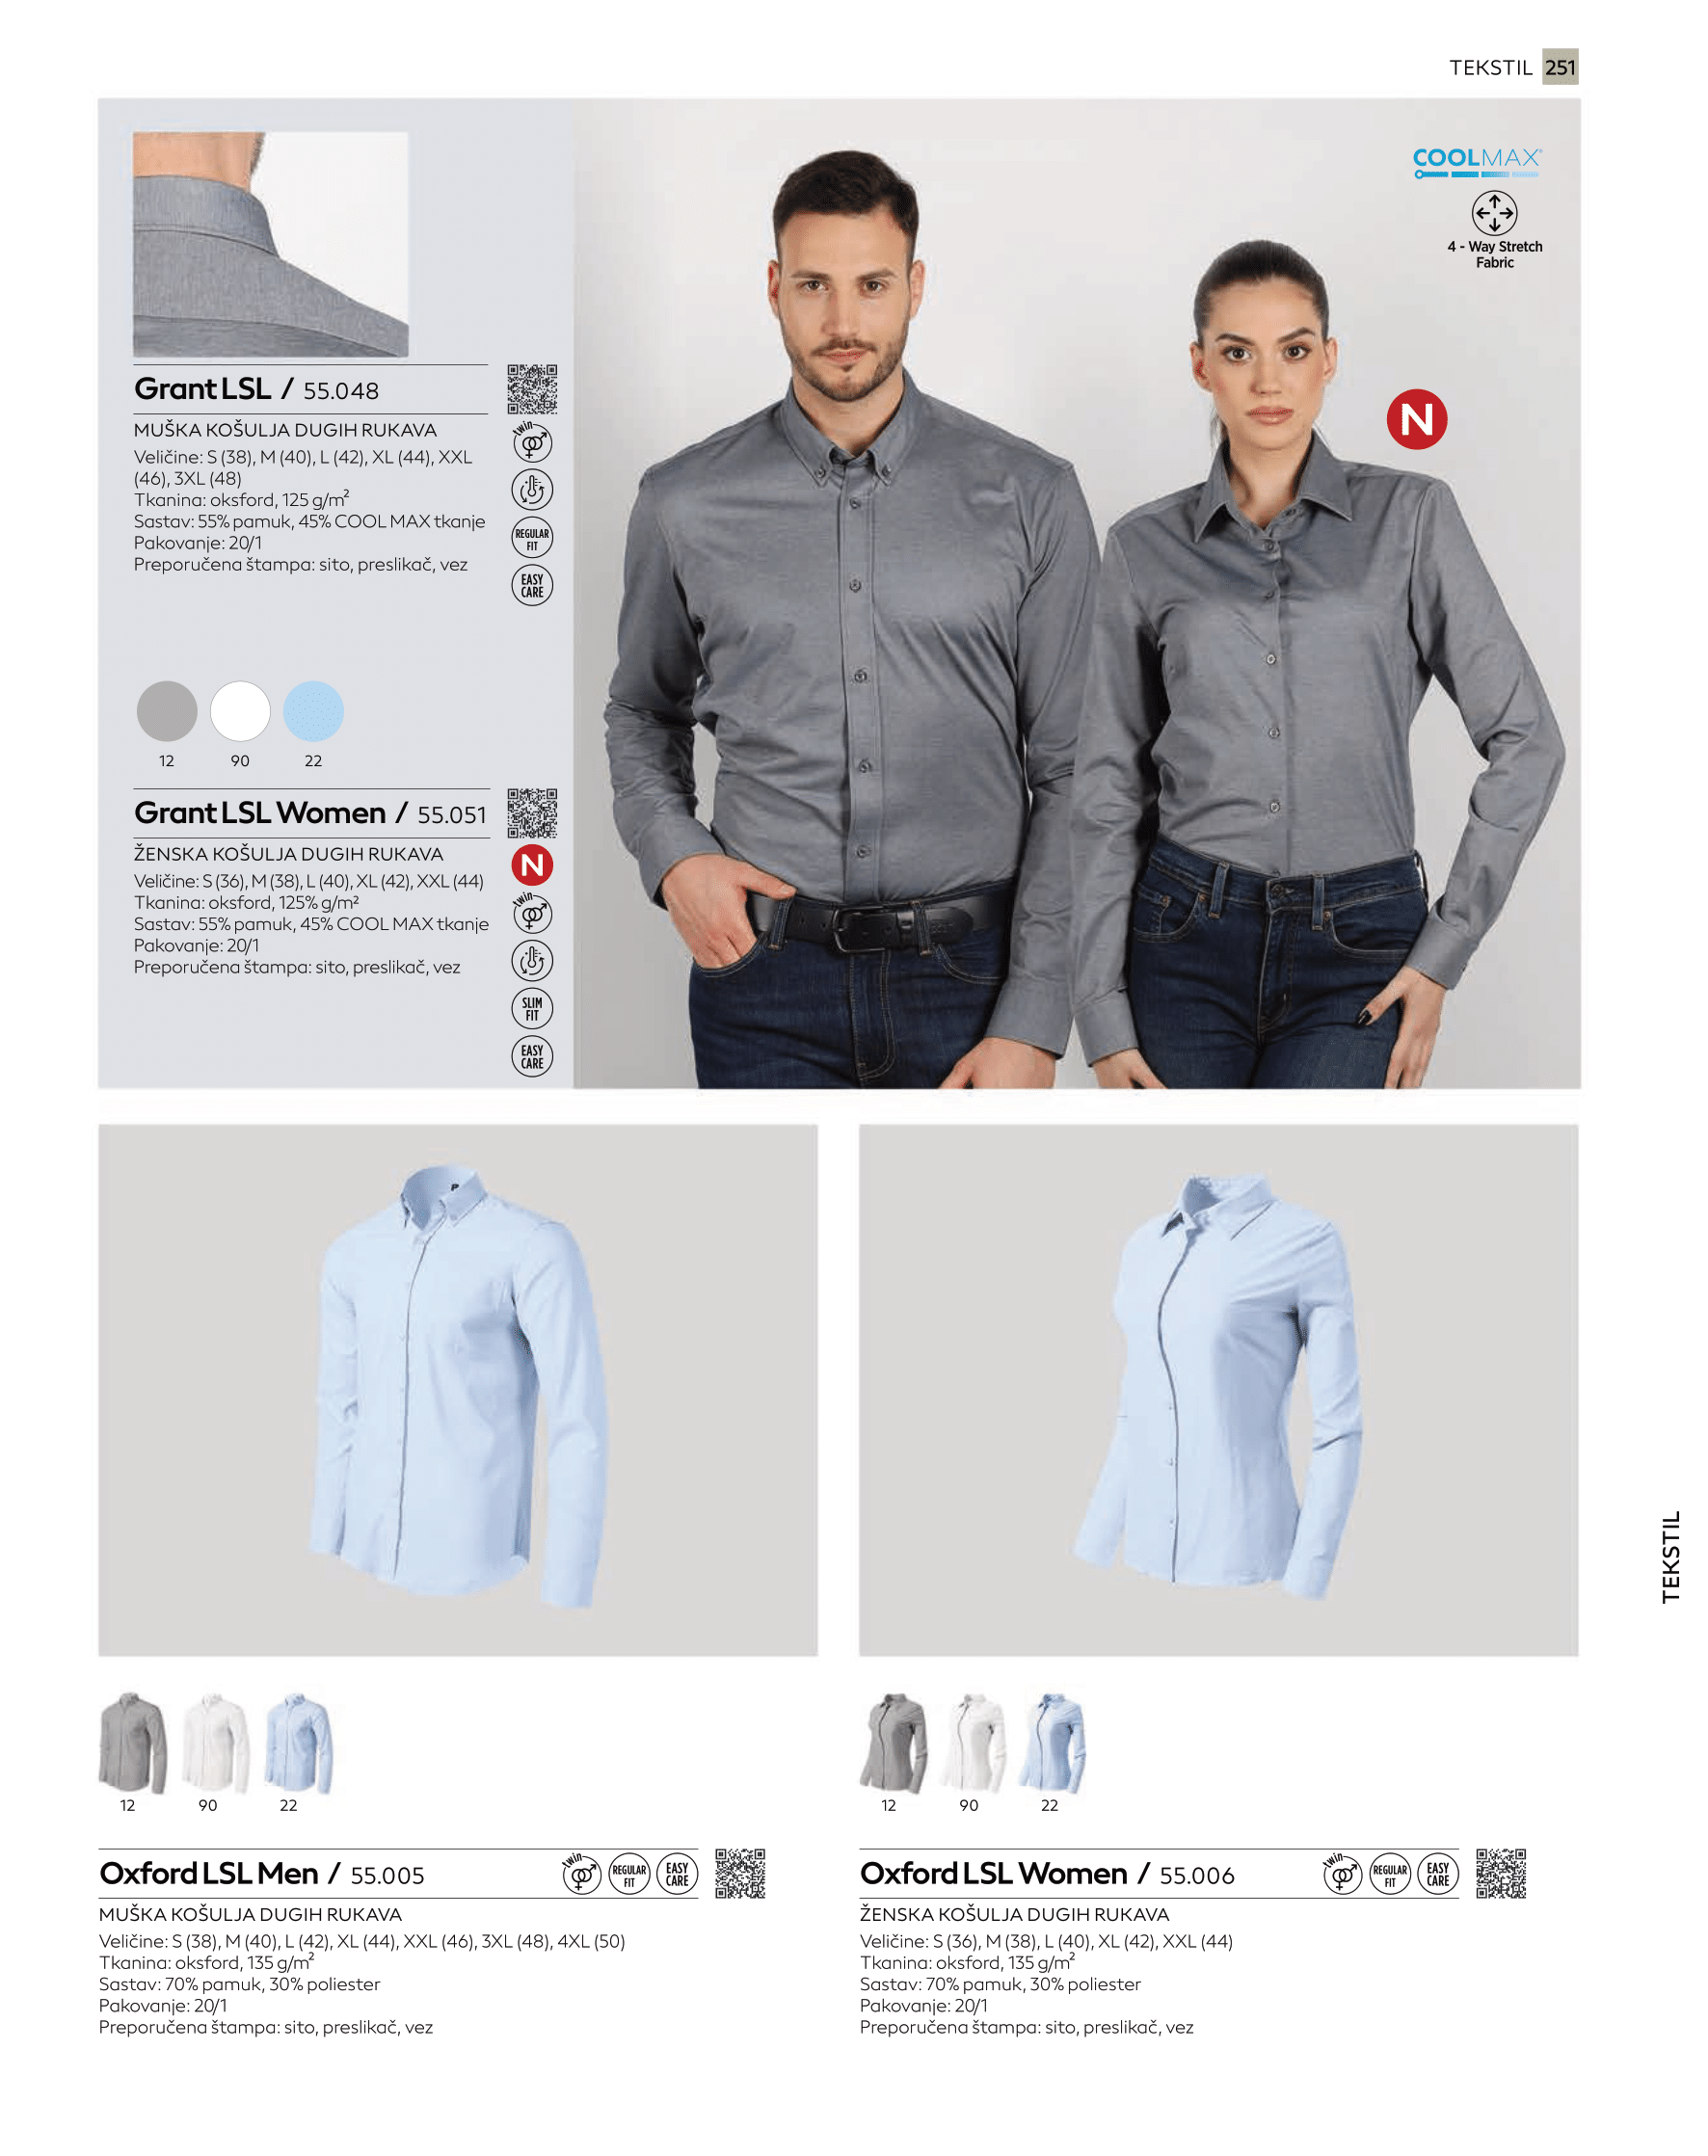 TEKSTIL 251
COOLMAX®
4 - Way Stretch
Fabric
N
Grant LSL / 55.048
MUŠKA KOŠULJA DUGIH RUKAVA
Veličine: S (38), M (40), L (42), XL (44), XXL
(46), 3XL (48)
Tkanina: oksford, 125 g/m²
Sastav: 55% pamuk, 45% COOL MAX tkanje
Pakovanje: 20/1
Preporučena štampa: sito, preslikač, vez
twin
REGULAR
FIT
EASY
CARE
12 90 22
Grant LSL Women / 55.051
ŽENSKA KOŠULJA DUGIH RUKAVA
Veličine: S (36), M (38), L (40), XL (42), XXL (44)
Tkanina: oksford, 125% g/m²
Sastav: 55% pamuk, 45% COOL MAX tkanje
Pakovanje: 20/1
Preporučena štampa: sito, preslikač, vez
N
twin
SLIM
FIT
EASY
CARE
TEKSTIL
12 90 22
Oxford LSL Men / 55.005
twin
REGULAR
FIT
EASY
CARE
MUŠKA KOŠULJA DUGIH RUKAVA
Veličine: S (38), M (40), L (42), XL (44), XXL (46), 3XL (48), 4XL (50)
Tkanina: oksford, 135 g/m²
Sastav: 70% pamuk, 30% poliester
Pakovanje: 20/1
Preporučena štampa: sito, preslikač, vez
12 90 22
Oxford LSL Women / 55.006
twin
REGULAR
FIT
EASY
CARE
ŽENSKA KOŠULJA DUGIH RUKAVA
Veličine: S (36), M (38), L (40), XL (42), XXL (44)
Tkanina: oksford, 135 g/m²
Sastav: 70% pamuk, 30% poliester
Pakovanje: 20/1
Preporučena štampa: sito, preslikač, vez